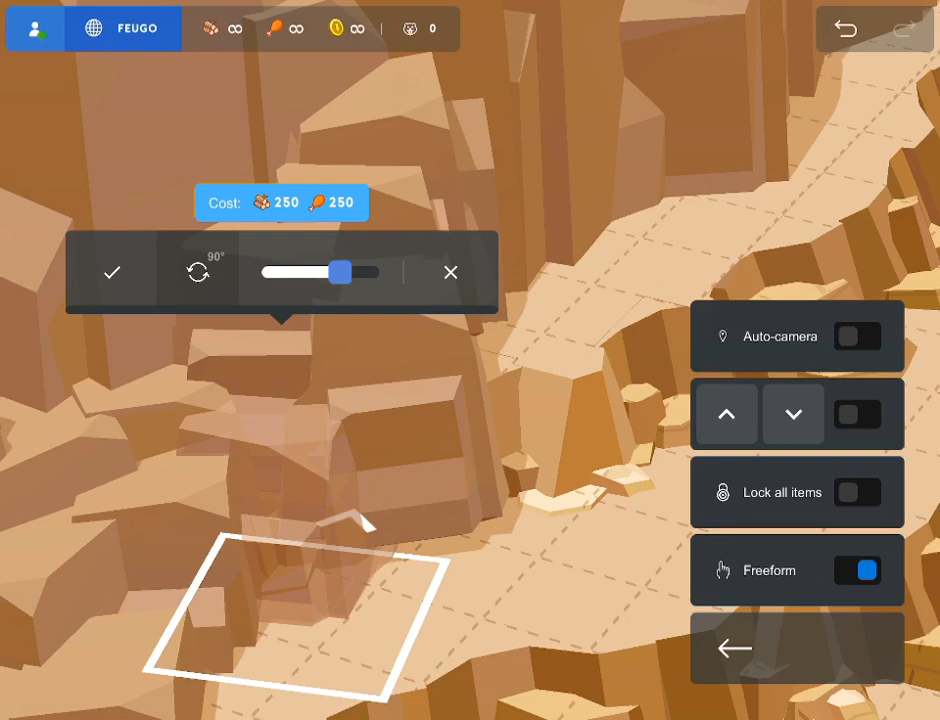 FEUGO ∞ ∞ ∞ 0
Cost: 250 250
90°
Auto-camera
Lock all items
Freeform